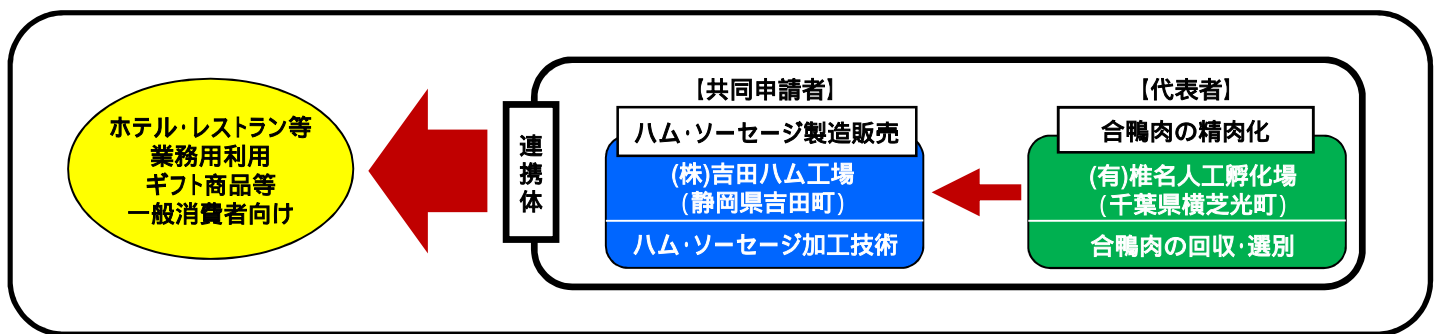 ホテル・レストラン等
業務用利用
ギフト商品等
一般消費者向け
連
携
体
【共同申請者】
ハム・ソーセージ製造販売
(株)吉田ハム工場
(静岡県吉田町)
ハム・ソーセージ加工技術
【代表者】
合鴨肉の精肉化
(有)椎名人工孵化場
(千葉県横芝光町)
合鴨肉の回収・選別